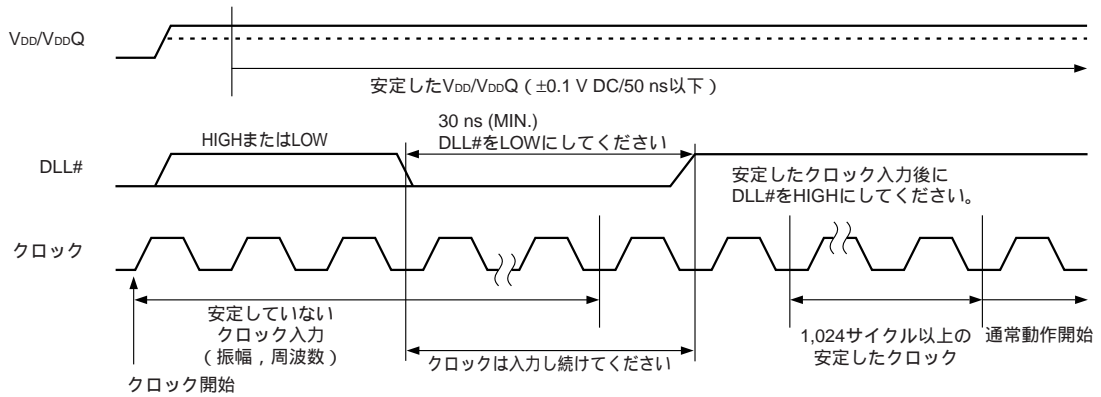 VDD/VDDQ
安定したVDD/VDDQ（±0.1 V DC/50 ns以下）
30 ns (MIN.)
DLL#をLOWにしてください
HIGHまたはLOW
DLL#
安定したクロック入力後に
DLL#をHIGHにしてください。
クロック
安定していない
クロック入力
（振幅，周波数）
クロックは入力し続けてください
1,024サイクル以上の
安定したクロック
通常動作開始
クロック開始